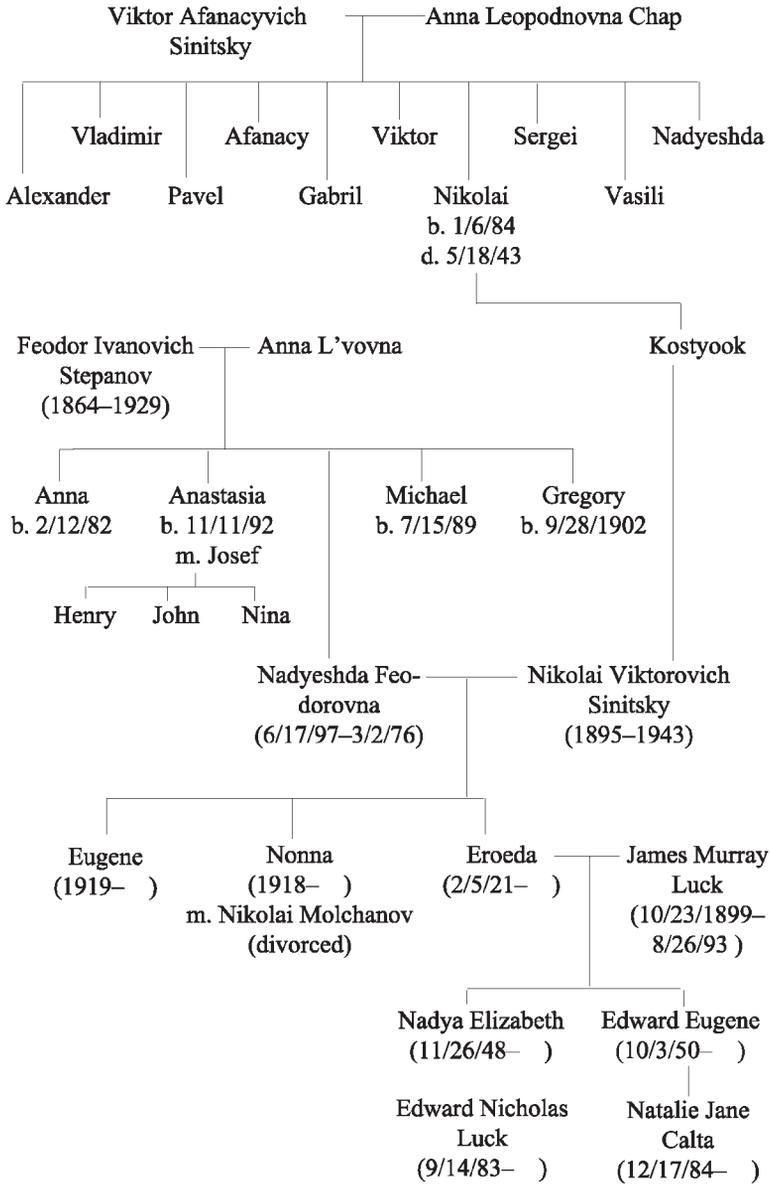 Viktor Afanacyvich
Sinitsky
Anna Leopodnovna Chap
Vladimir
Afanacy
Viktor
Sergei
Nadyeshda
Alexander
Pavel
Gabril
Nikolai
b. 1/6/84
d. 5/18/43
Vasili
Feodor Ivanovich
Stepanov
(1864–1929)
Anna L’vovna
Kostyook
Anna
b. 2/12/82
Anastasia
b. 11/11/92
m. Josef
Michael
b. 7/15/89
Gregory
b. 9/28/1902
Henry
John
Nina
Nadyeshda Feo-
dorovna
(6/17/97–3/2/76)
Nikolai Viktorovich
Sinitsky
(1895–1943)
Eugene
(1919– )
Nonna
(1918– )
m. Nikolai Molchanov
(divorced)
Eroeda
(2/5/21– )
James Murray
Luck
(10/23/1899–
8/26/93 )
Nadya Elizabeth
(11/26/48– )
Edward Eugene
(10/3/50– )
Edward Nicholas
Luck
(9/14/83– )
Natalie Jane
Calta
(12/17/84– )